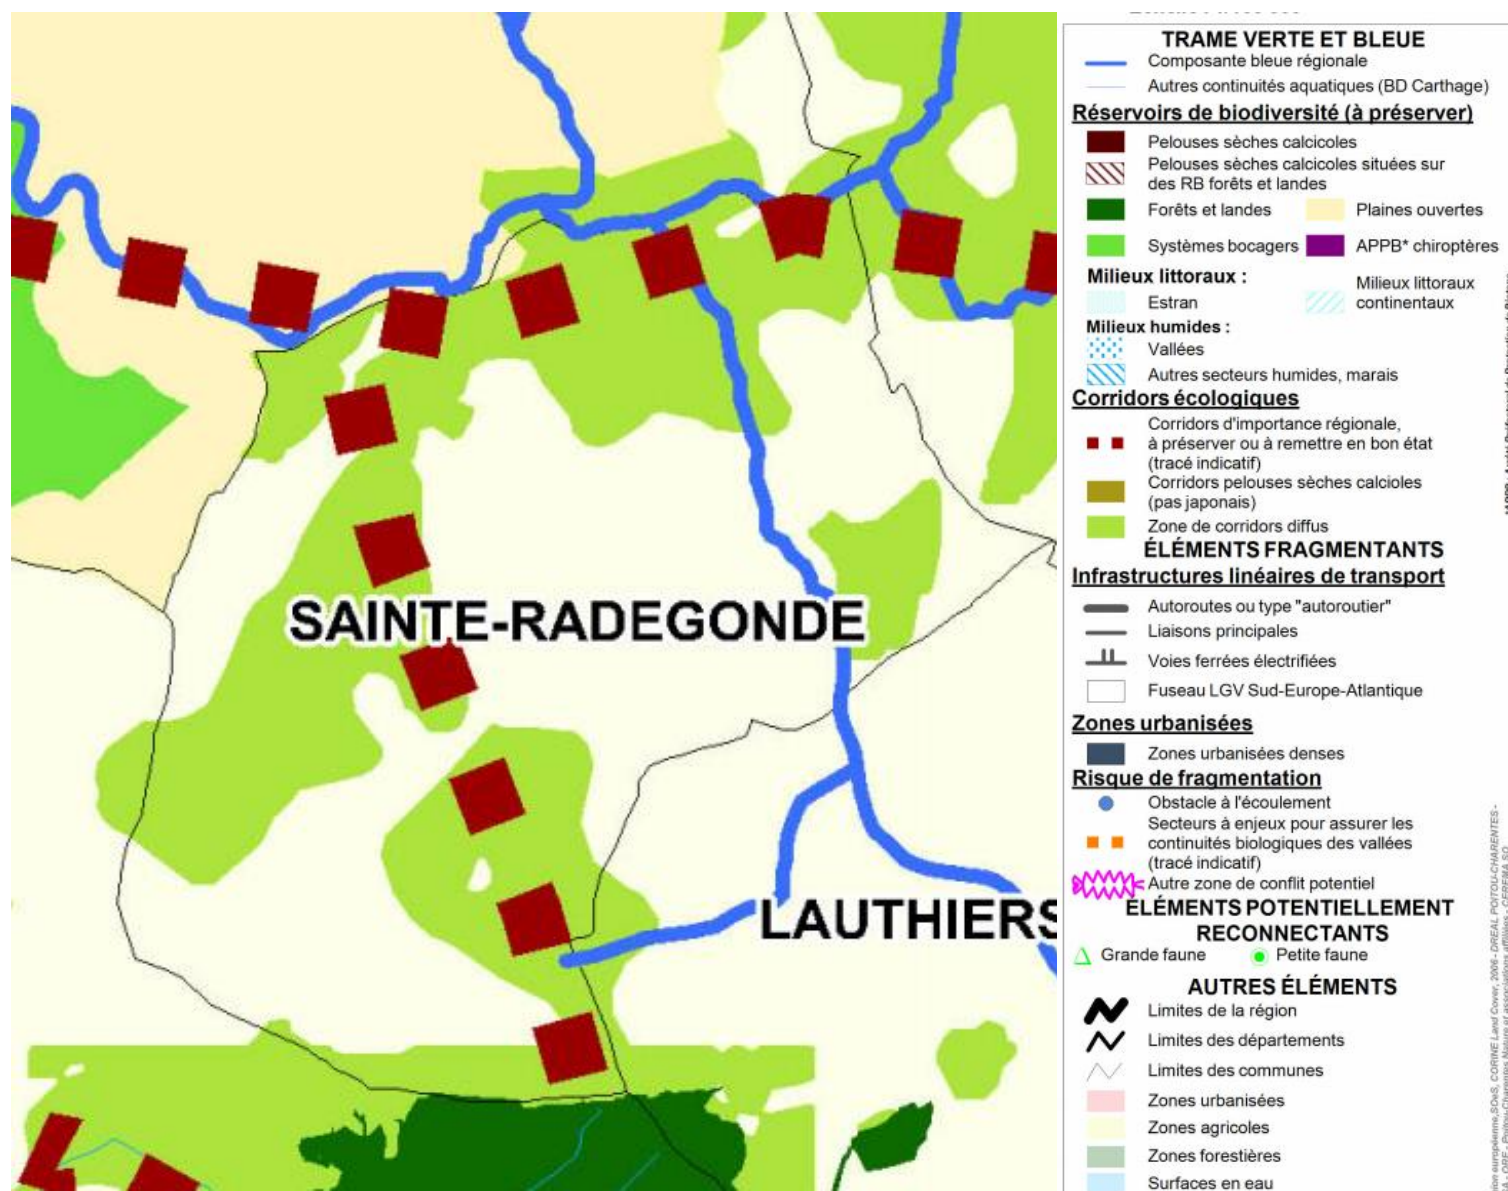 SAINTE-RADEGONDE
LAUTHIERS
TRAME VERTE ET BLEUE
Composante bleue régionale
Autres continuités aquatiques (BD Carthage)
Réservoirs de biodiversité (à préserver)
Pelouses sèches calcicoles
Pelouses sèches calcicoles situées sur
des RB forêts et landes
Forêts et landes Plaines ouvertes
Systèmes bocagers APPB* chiroptères
Milieux littoraux :
Estran
Milieux littoraux
continentaux
Milieux humides :
Vallées
Autres secteurs humides, marais
Corridors écologiques
Corridors d'importance régionale,
à préserver ou à remettre en bon état
(tracé indicatif)
Corridors pelouses sèches calcioles
(pas japonais)
Zone de corridors diffus
ÉLÉMENTS FRAGMENTANTS
Infrastructures linéaires de transport
Autoroutes ou type "autoroutier"
Liaisons principales
Voies ferrées électrifiées
Fuseau LGV Sud-Europe-Atlantique
Zones urbanisées
Zones urbanisées denses
Risque de fragmentation
Obstacle à l'écoulement
Secteurs à enjeux pour assurer les
continuités biologiques des vallées
(tracé indicatif)
Autre zone de conflit potentiel
ÉLÉMENTS POTENTIELLEMENT
RECONNECTANTS
Grande faune Petite faune
AUTRES ÉLÉMENTS
Limites de la région
Limites des départements
Limites des communes
Zones urbanisées
Zones agricoles
Zones forestières
Surfaces en eau